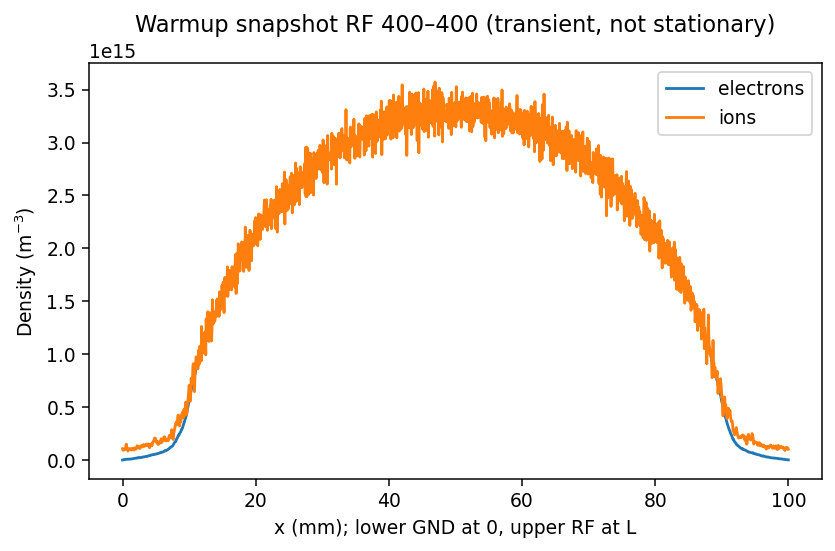 Warmup snapshot RF 400–400 (transient, not stationary)
1e15
electrons
ions
3.5
3.0
2.5
2.0
1.5
1.0
0.5
0.0
Density (m⁻³)
0 20 40 60 80 100
x (mm); lower GND at 0, upper RF at L